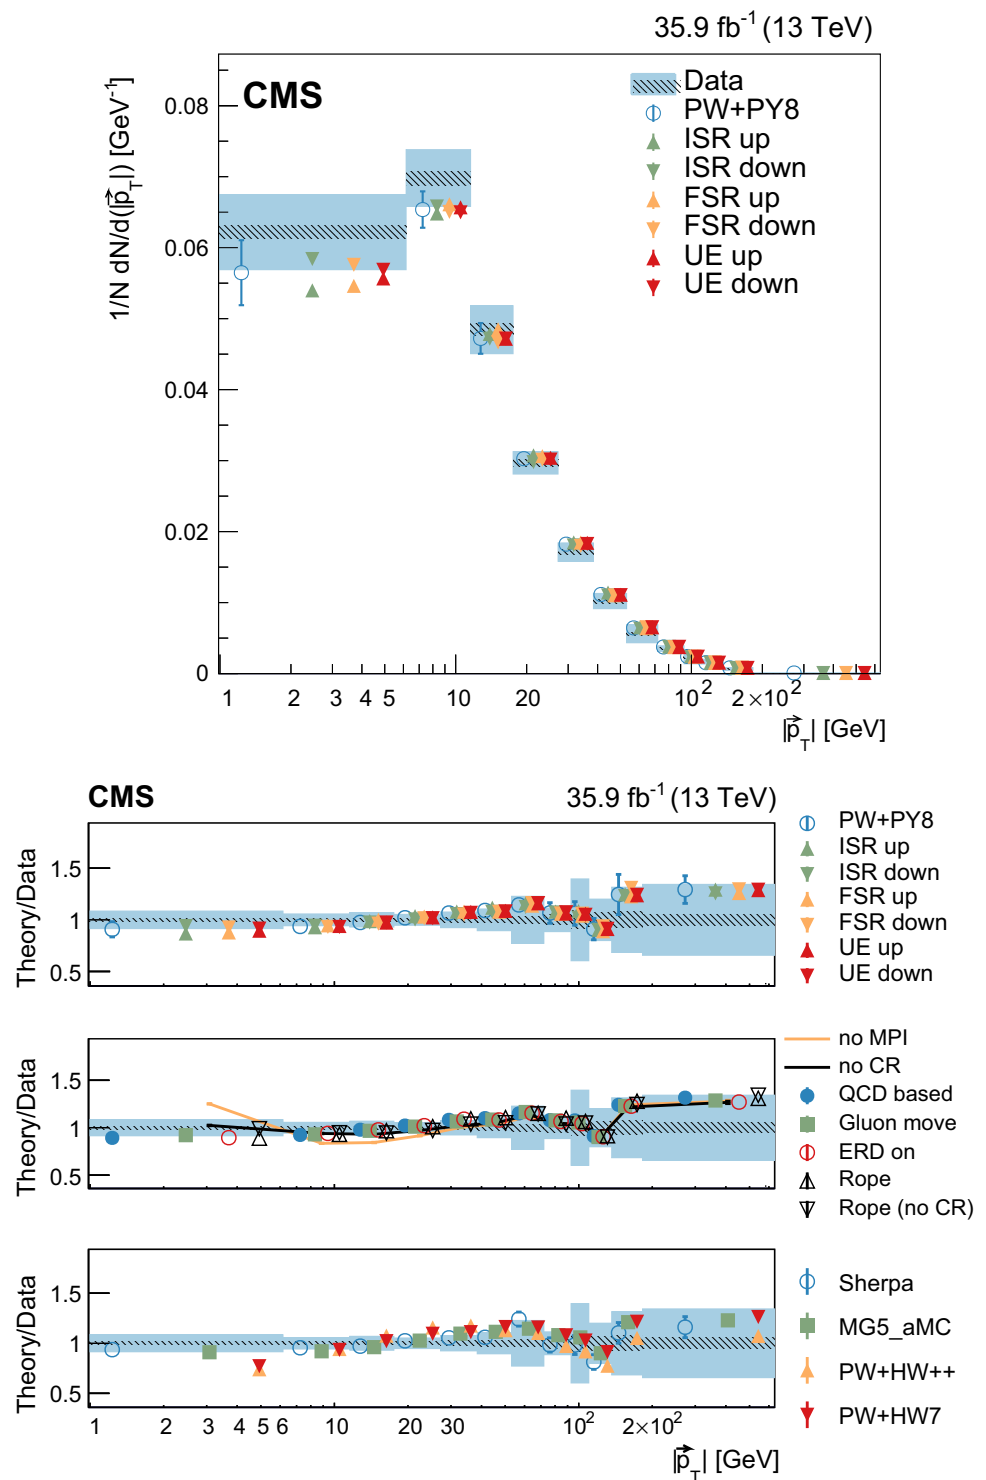 35.9 fb⁻¹ (13 TeV)
CMS
1/N dN/d(|p⃗_T|) [GeV⁻¹]
Data
PW+PY8
ISR up
ISR down
FSR up
FSR down
UE up
UE down
0.08
0.06
0.04
0.02
0
1 2 3 4 5 10 20 10² 2×10²
|p⃗_T| [GeV]
CMS 35.9 fb⁻¹ (13 TeV)
Theory/Data
1.5
1
0.5
PW+PY8
ISR up
ISR down
FSR up
FSR down
UE up
UE down
Theory/Data
1.5
1
0.5
no MPI
no CR
QCD based
Gluon move
ERD on
Rope
Rope (no CR)
Theory/Data
1.5
1
0.5
Sherpa
MG5_aMC
PW+HW++
PW+HW7
1 2 3 4 5 6 10 20 30 10² 2×10²
|p⃗_T| [GeV]